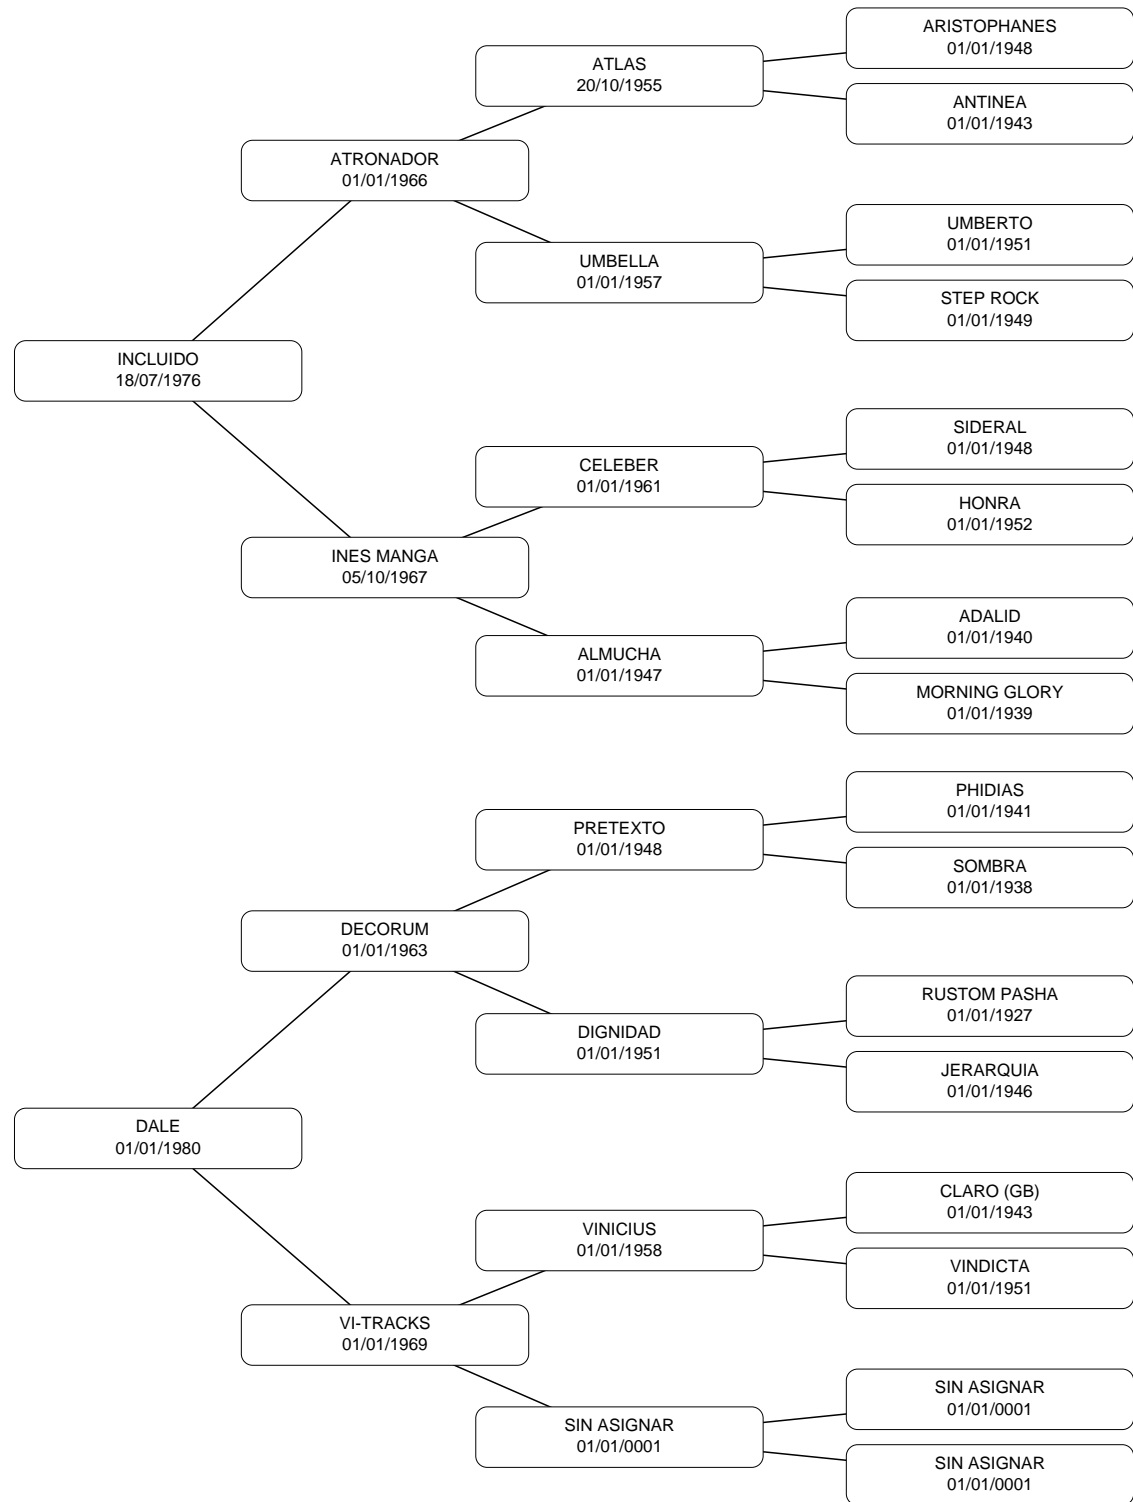 ARISTOPHANES
01/01/1948
ATLAS
20/10/1955
ANTINEA
01/01/1943
ATRONADOR
01/01/1966
UMBERTO
01/01/1951
UMBELLA
01/01/1957
STEP ROCK
01/01/1949
INCLUIDO
18/07/1976
SIDERAL
01/01/1948
CELEBER
01/01/1961
HONRA
01/01/1952
INES MANGA
05/10/1967
ADALID
01/01/1940
ALMUCHA
01/01/1947
MORNING GLORY
01/01/1939
PHIDIAS
01/01/1941
PRETEXTO
01/01/1948
SOMBRA
01/01/1938
DECORUM
01/01/1963
RUSTOM PASHA
01/01/1927
DIGNIDAD
01/01/1951
JERARQUIA
01/01/1946
DALE
01/01/1980
CLARO (GB)
01/01/1943
VINICIUS
01/01/1958
VINDICTA
01/01/1951
VI-TRACKS
01/01/1969
SIN ASIGNAR
01/01/0001
SIN ASIGNAR
01/01/0001
SIN ASIGNAR
01/01/0001